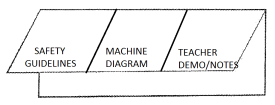 SAFETY
GUIDELINES
MACHINE
DIAGRAM
TEACHER
DEMO/NOTES